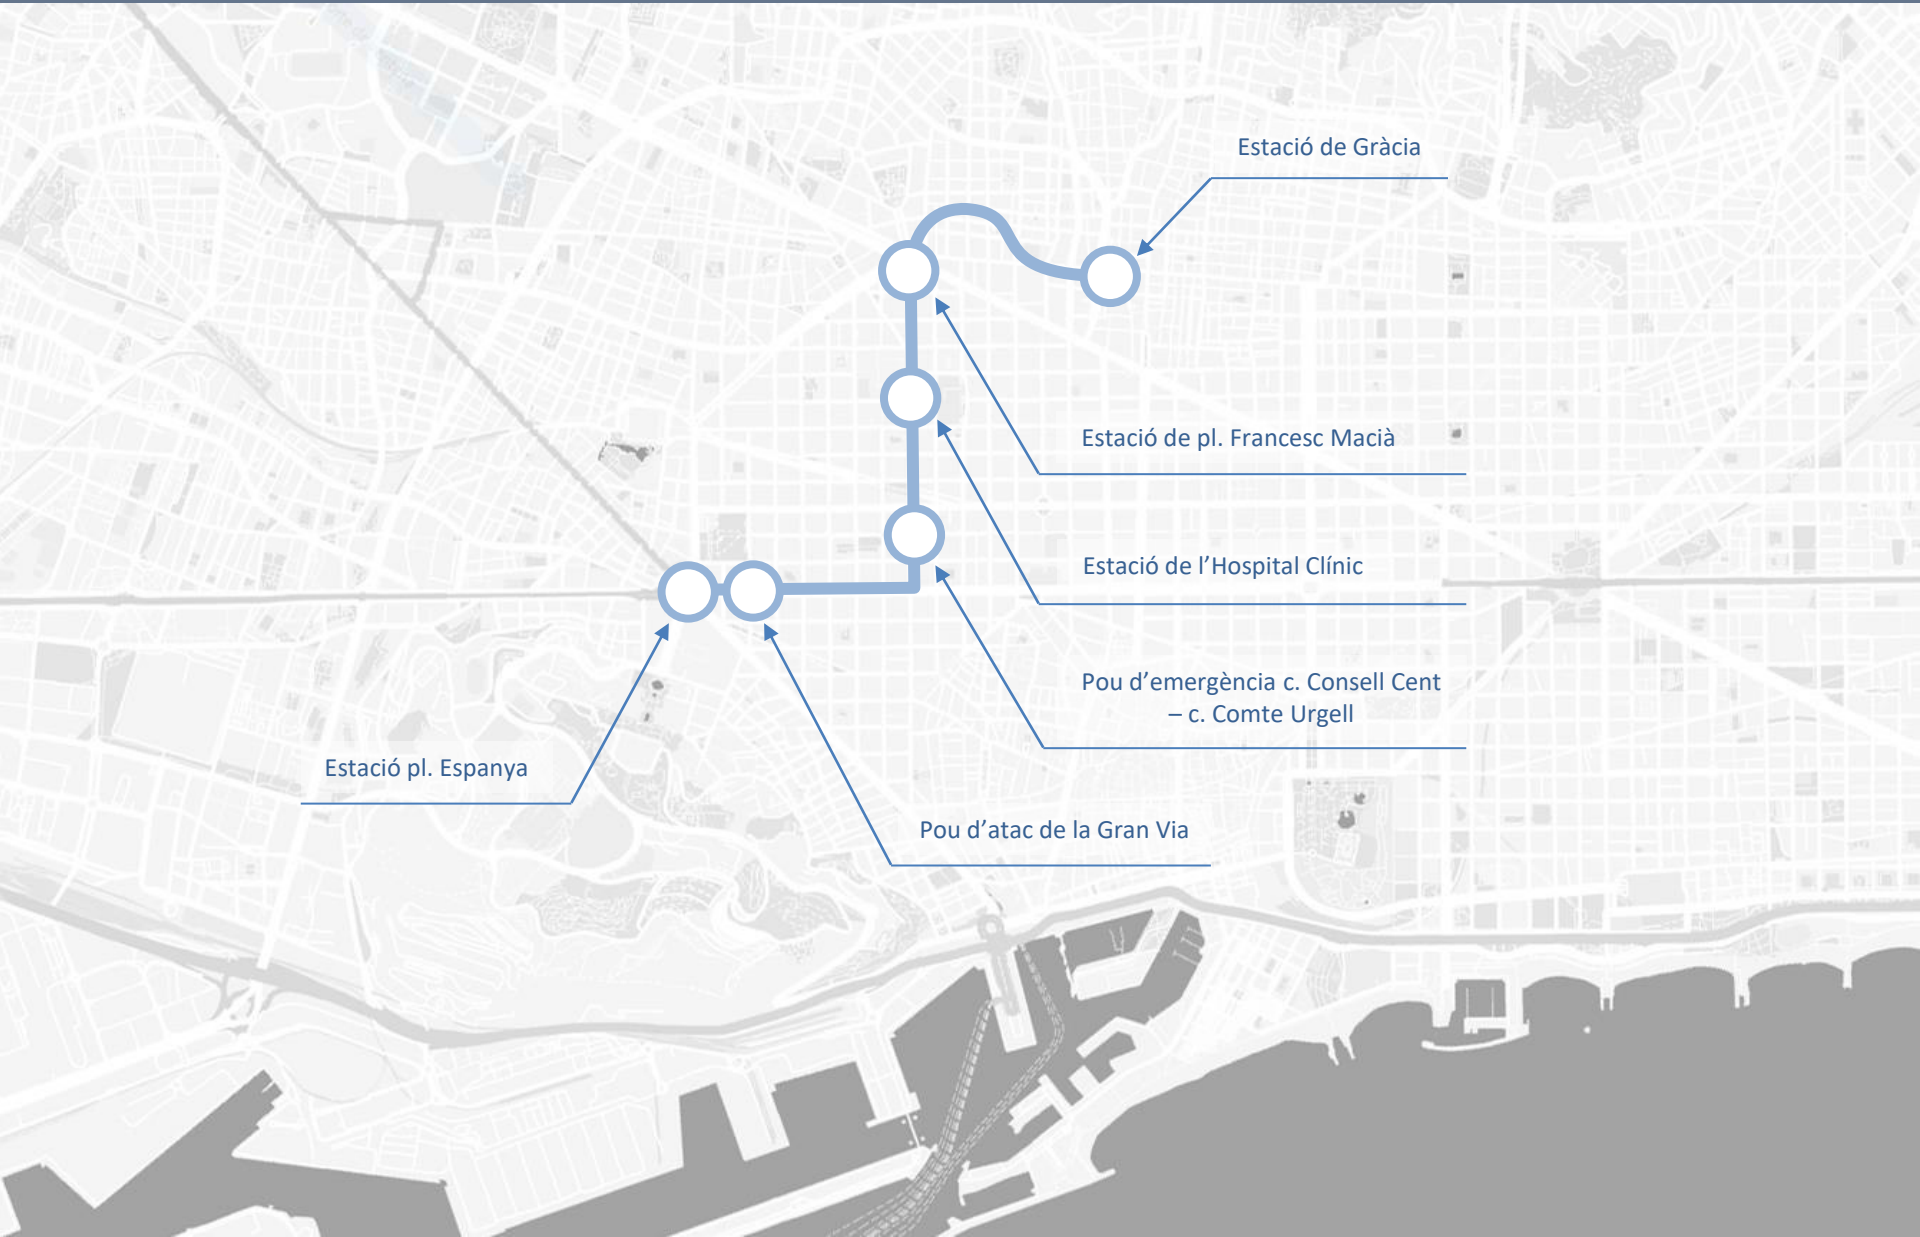 Estació de Gràcia
Estació de pl. Francesc Macià
Estació de l’Hospital Clínic
Pou d’emergència c. Consell Cent
– c. Comte Urgell
Estació pl. Espanya
Pou d’atac de la Gran Via